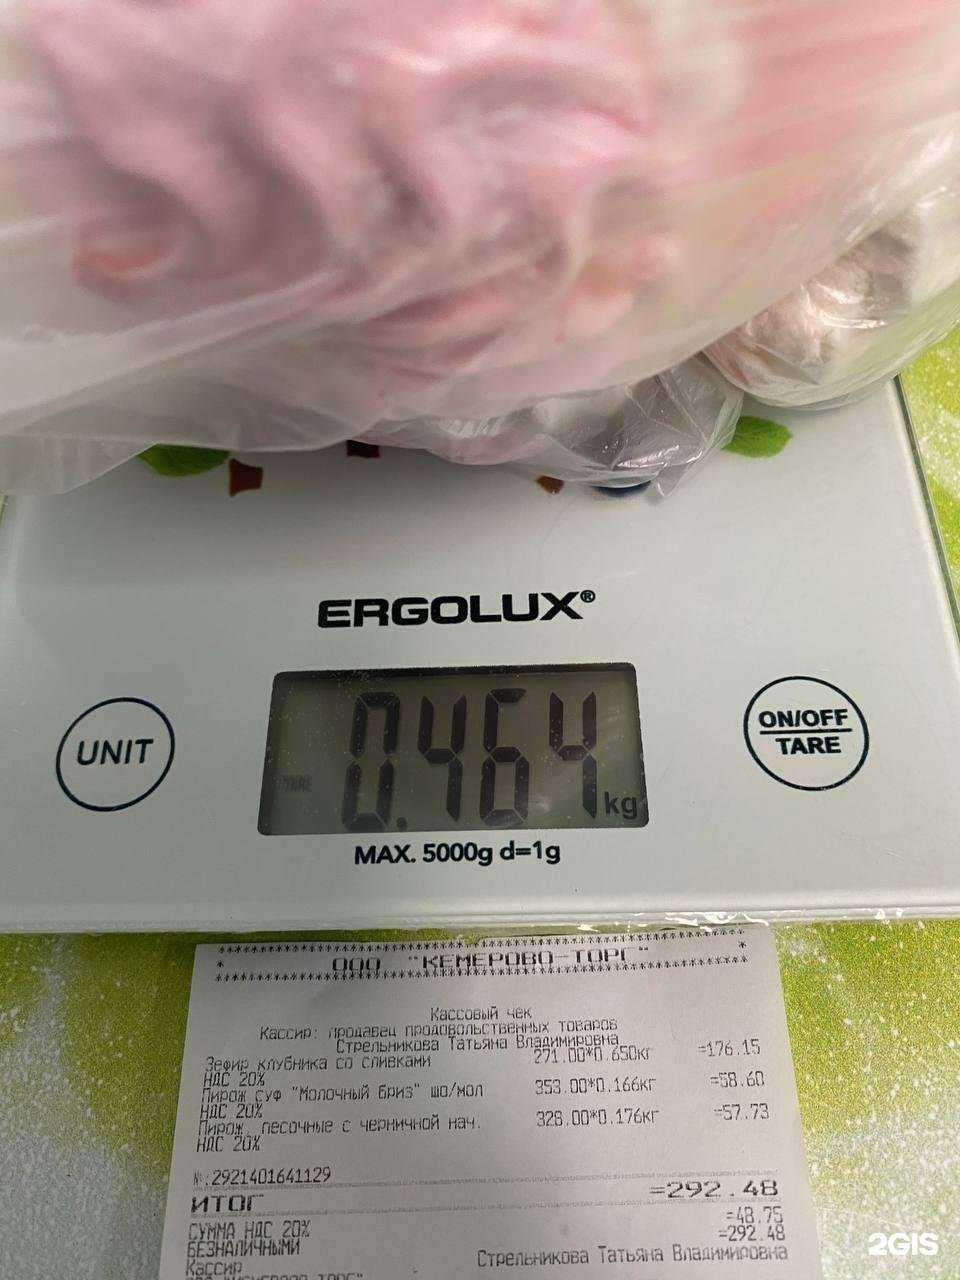 ERGOLUX®
UNIT
TARE
0.464 kg
ON/OFF
TARE
MAX. 5000g d=1g
ООО "КЕМЕРОВО-ТОРГ"
Кассовый чек
Кассир: продавец продовольственных товаров
Стрельникова Татьяна Владимировна
Зефир клубника со сливками 271.00*0.650кг =176.15
НДС 20%
Пирож суф "Молочный бриз" шо/мол 353.00*0.166кг =58.60
НДС 20%
Пирож. песочные с черничной нач. 328.00*0.176кг =57.73
НДС 20%
№:2921401641129
ИТОГ =292.48
СУММА НДС 20% =48.75
БЕЗНАЛИЧНЫМИ =292.48
Кассир Стрельникова Татьяна Владимировна
ООО "КЕМЕРОВО-ТОРГ"
2GIS